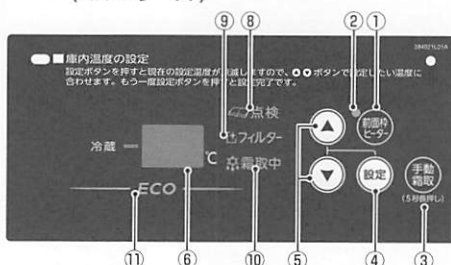 ⑨ ⑧ ② ①
■庫内温度の設定
設定ボタンを押すと現在の設定温度が点滅しますので、▲▼ボタンで設定したい温度に
合わせます。もう一度設定ボタンを押すと設定完了です。
点検
フィルター
霜取中
冷蔵
℃
ECO
▲
▼
前面枠
ヒーター
設定
手動
霜取
(5秒長押し)
⑪ ⑥ ⑩ ⑤ ④ ③